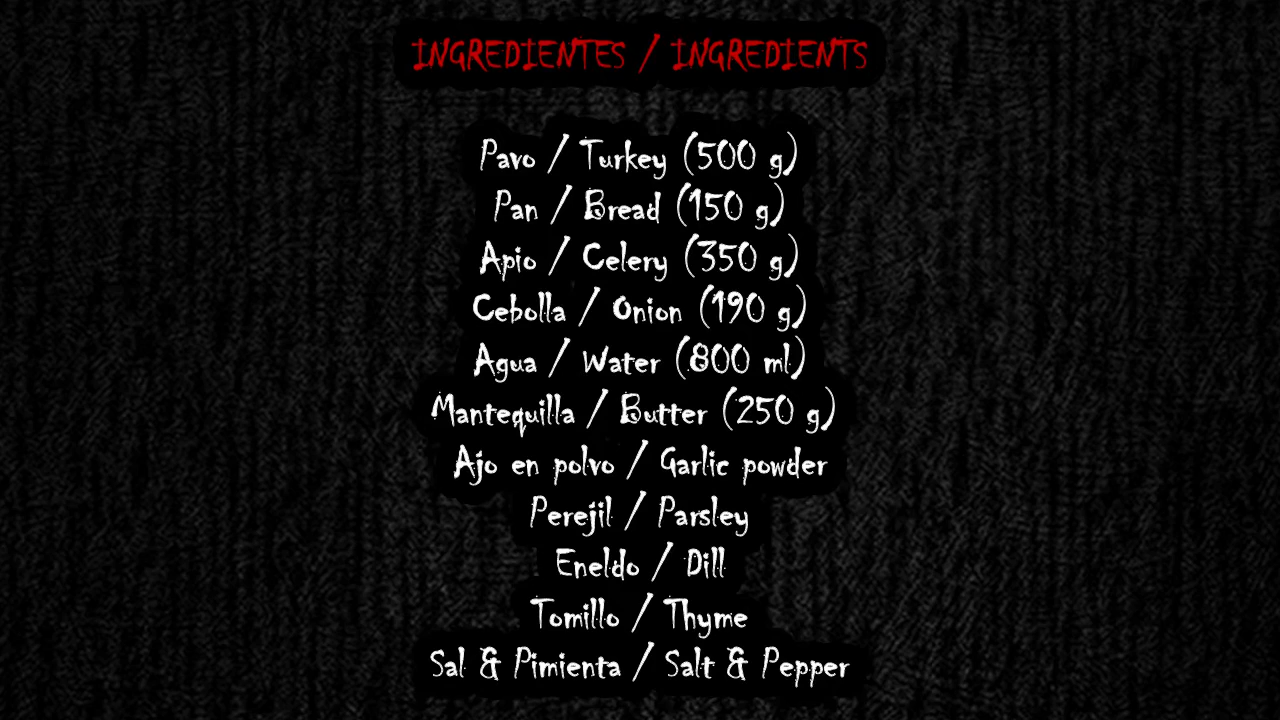 INGREDIENTES / INGREDIENTS
Pavo / Turkey (500 g)
Pan / Bread (150 g)
Apio / Celery (350 g)
Cebolla / Onion (190 g)
Agua / Water (800 ml)
Mantequilla / Butter (250 g)
Ajo en polvo / Garlic powder
Perejil / Parsley
Eneldo / Dill
Tomillo / Thyme
Sal & Pimienta / Salt & Pepper